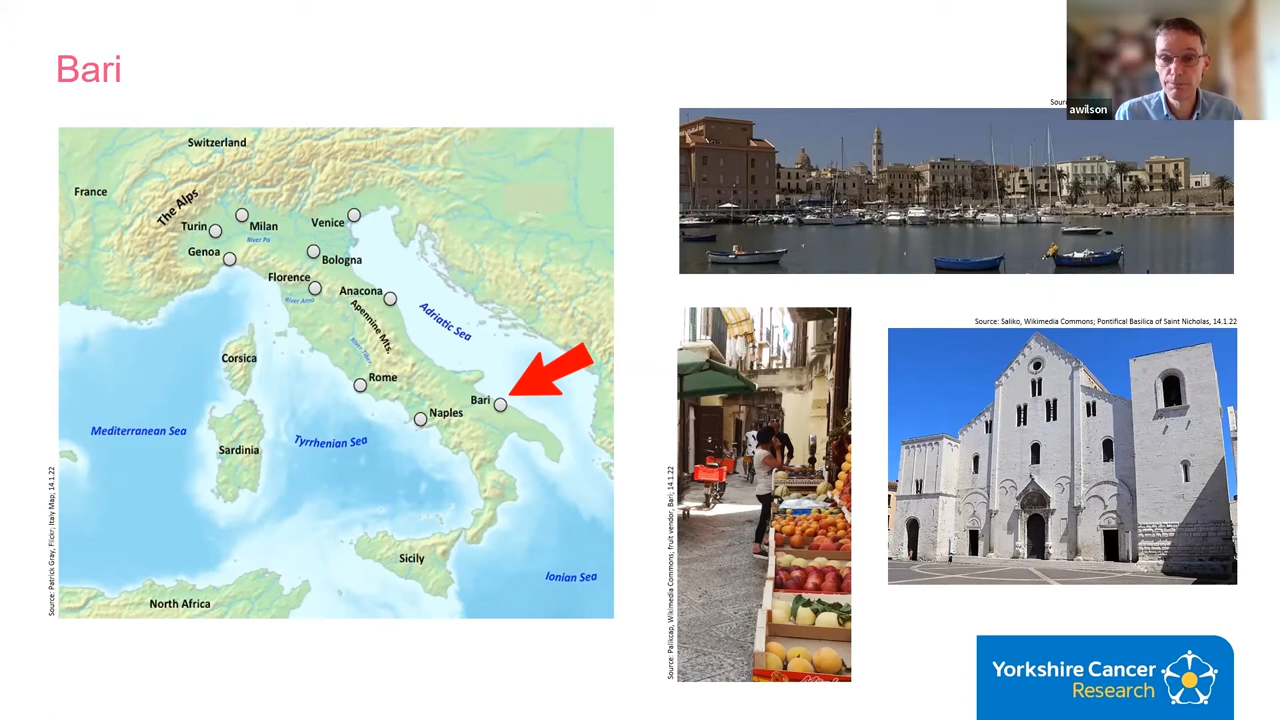 Bari
awilson
Sour
Switzerland
France
The Alps
Turin
Milan
Venice
River Po
Genoa
Bologna
Florence
River Arno
Anacona
Apennine Mts.
Adriatic Sea
Corsica
Rome
Bari
Naples
Mediterranean Sea
Tyrrhenian Sea
Sardinia
Sicily
Ionian Sea
North Africa
Source: Patrick Gray, Flickr; Italy Map; 14.1.22
Source: Palikcap, Wikimedia Commons; fruit vendor, Bari; 14.1.22
Source: Saliko, Wikimedia Commons; Pontifical Basilica of Saint Nicholas, 14.1.22
Yorkshire Cancer
Research